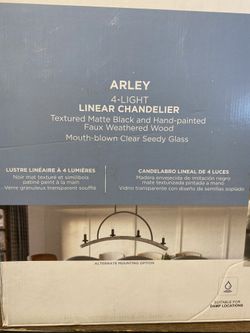 ARLEY
4-LIGHT
LINEAR CHANDELIER
Textured Matte Black and Hand-painted
Faux Weathered Wood
Mouth-blown Clear Seedy Glass
LUSTRE LINÉAIRE À 4 LUMIÈRES
Noir mat texturé et similibois
patiné peint à la main
Verre granuleux transparent soufflé
CANDELABRO LINEAL DE 4 LUCES
Madera envejecida de imitación negro
mate texturizada pintada a mano
Vidrio transparente con diseño de semillas soplado
ALTERNATE MOUNTING OPTION
SUITABLE FOR
DAMP LOCATIONS